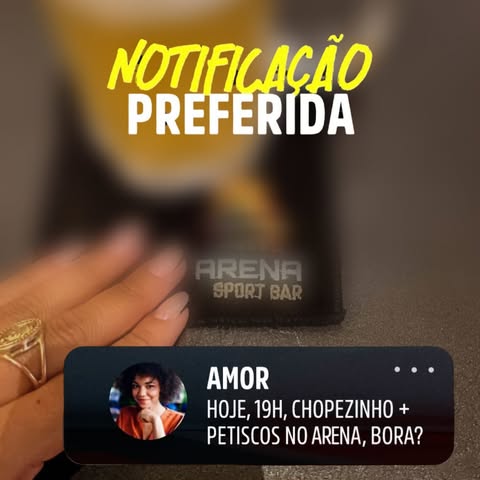 NOTIFICAÇÃO
PREFERIDA
ARENA
SPORT BAR
AMOR
HOJE, 19H, CHOPEZINHO +
PETISCOS NO ARENA, BORA?